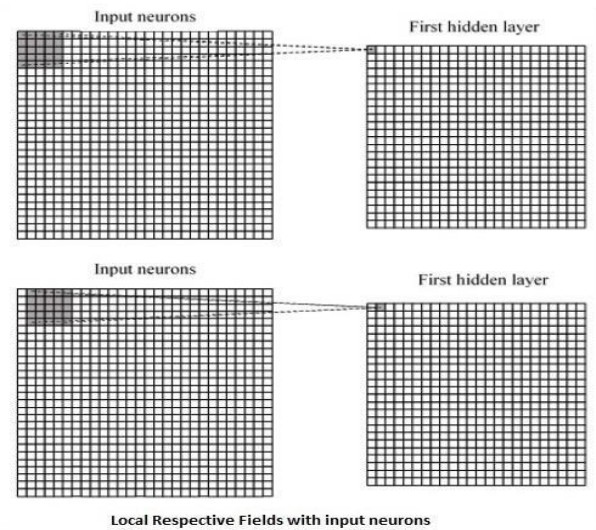 Input neurons
First hidden layer
Input neurons
First hidden layer
Local Respective Fields with input neurons